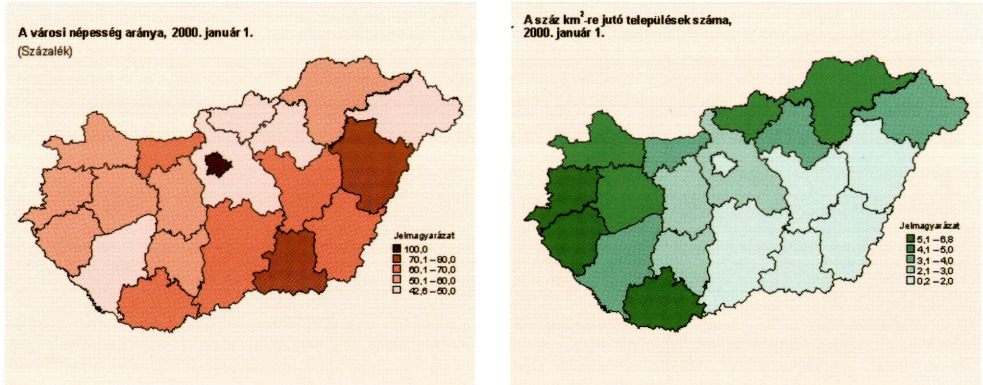 A városi népesség aránya, 2000. január 1.
(Százalék)
Jelmagyarázat
100,0
70,1 – 80,0
60,1 – 70,0
50,1 – 60,0
42,6 – 50,0
A száz km²-re jutó települések száma,
2000. január 1.
Jelmagyarázat
5,1 – 6,8
4,1 – 5,0
3,1 – 4,0
2,1 – 3,0
0,2 – 2,0